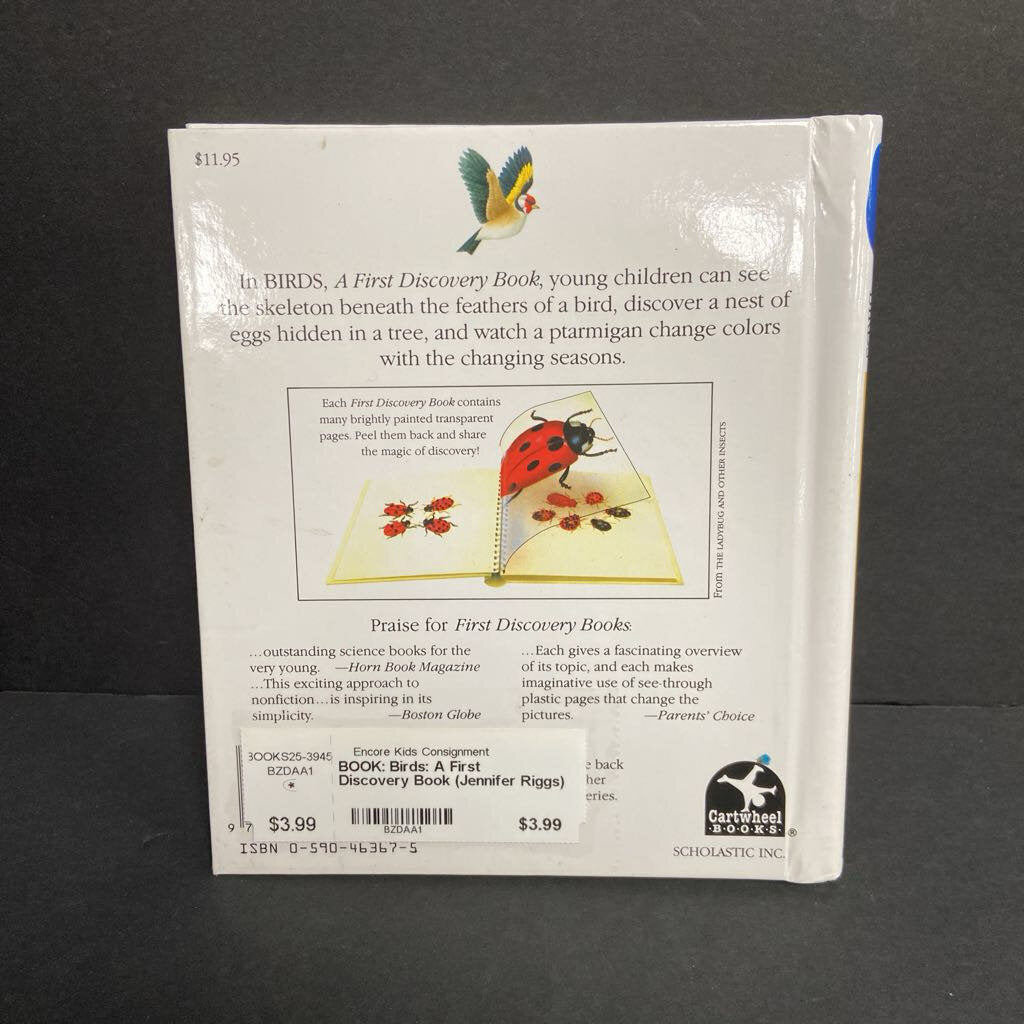 $11.95
In BIRDS, A First Discovery Book, young children can see
the skeleton beneath the feathers of a bird, discover a nest of
eggs hidden in a tree, and watch a ptarmigan change colors
with the changing seasons.
Each First Discovery Book contains
many brightly painted transparent
pages. Peel them back and share
the magic of discovery!
From THE LADYBUG AND OTHER INSECTS
Praise for First Discovery Books:
...outstanding science books for the
very young. —Horn Book Magazine
...This exciting approach to
nonfiction...is inspiring in its
simplicity. —Boston Globe
...Each gives a fascinating overview
of its topic, and each makes
imaginative use of see-through
plastic pages that change the
pictures. —Parents' Choice
BOOKS25-3945
BZDAA1
$3.99
Encore Kids Consignment
BOOK: Birds: A First
Discovery Book (Jennifer Riggs)
BZDAA1
$3.99
back
9 7
ISBN 0-590-46367-5
Cartwheel
·B·O·O·K·S·®
SCHOLASTIC INC.